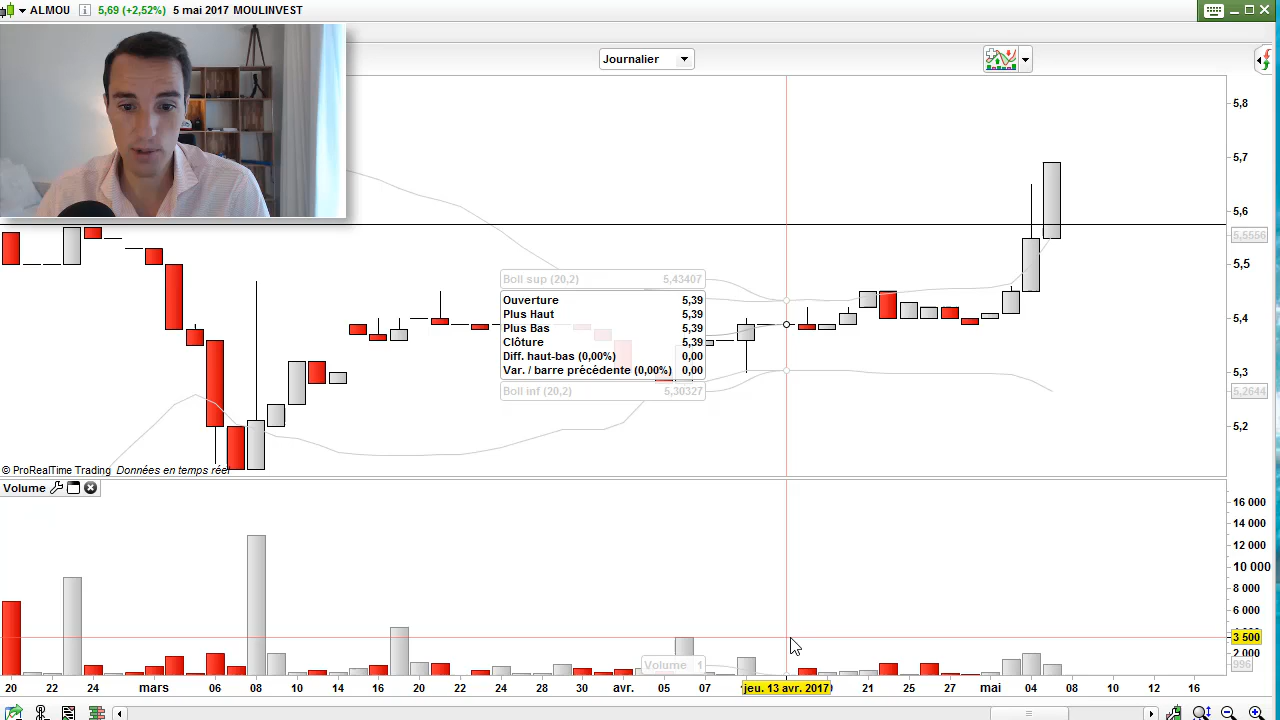 ALMOU 5,69 (+2,52%) 5 mai 2017 MOULINVEST
Journalier
5,8
5,7
5,6
5,5556
5,5
5,4
5,3
5,2644
5,2
Boll sup (20,2) 5,43407
Ouverture 5,39
Plus Haut 5,39
Plus Bas 5,39
Clôture 5,39
Diff. haut-bas (0,00%) 0,00
Var. / barre précédente (0,00%) 0,00
Boll inf (20,2) 5,30327
© ProRealTime Trading Données en temps réel
Volume
16 000
14 000
12 000
10 000
8 000
6 000
3 500
2 000
996
Volume 1
20 22 24 mars 06 08 10 14 16 20 22 24 28 30 avr. 05 07 jeu. 13 avr. 2017 21 25 27 mai 04 08 10 12 16